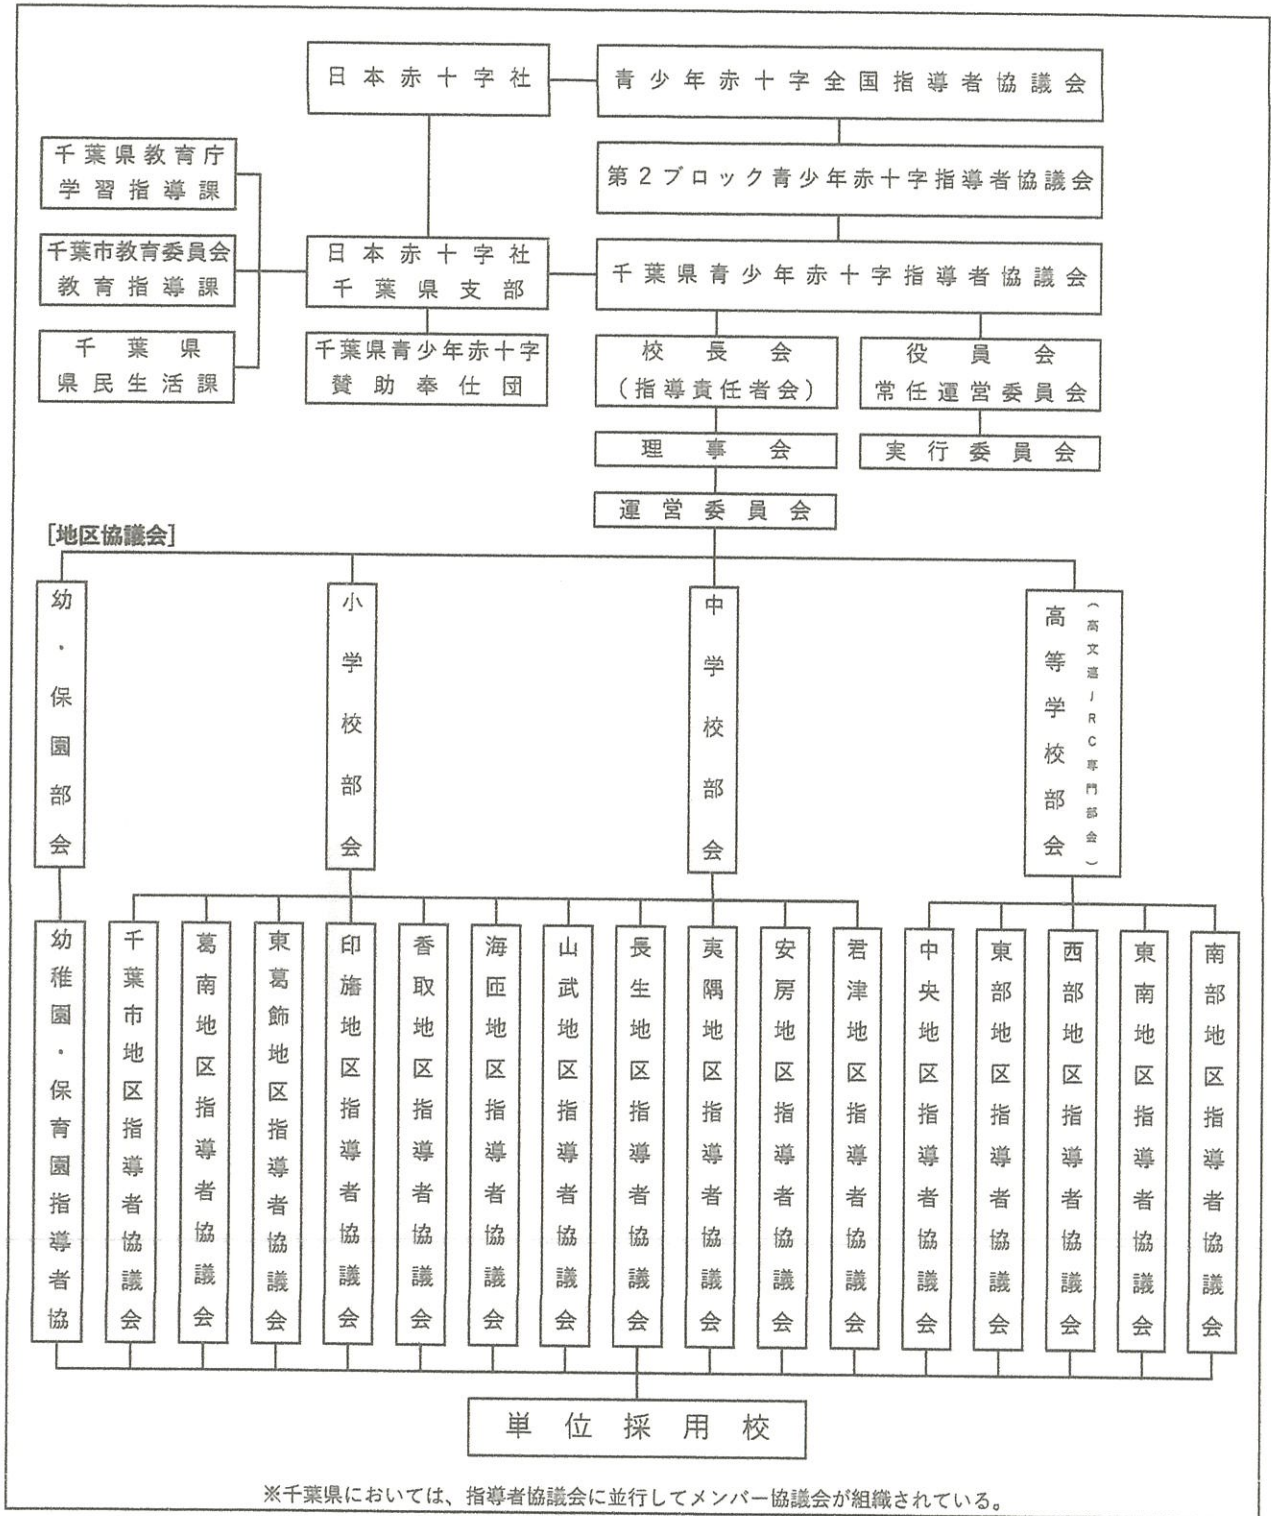 日本赤十字社
青少年赤十字全国指導者協議会
千葉県教育庁
学習指導課
第2ブロック青少年赤十字指導者協議会
千葉市教育委員会
教育指導課
日本赤十字社
千葉県支部
千葉県青少年赤十字指導者協議会
千葉県
県民生活課
千葉県青少年赤十字
賛助奉仕団
校長会
(指導責任者会)
役員会
常任運営委員会
理事会
実行委員会
運営委員会
[地区協議会]
幼・保園部会
小学校部会
中学校部会
高等学校部会
(高文連JRC専門部会)
幼稚園・保育園指導者協
千葉市地区指導者協議会
葛南地区指導者協議会
東葛飾地区指導者協議会
印旛地区指導者協議会
香取地区指導者協議会
海匝地区指導者協議会
山武地区指導者協議会
長生地区指導者協議会
夷隅地区指導者協議会
安房地区指導者協議会
君津地区指導者協議会
中央地区指導者協議会
東部地区指導者協議会
西部地区指導者協議会
東南地区指導者協議会
南部地区指導者協議会
単位採用校
※千葉県においては、指導者協議会に並行してメンバー協議会が組織されている。